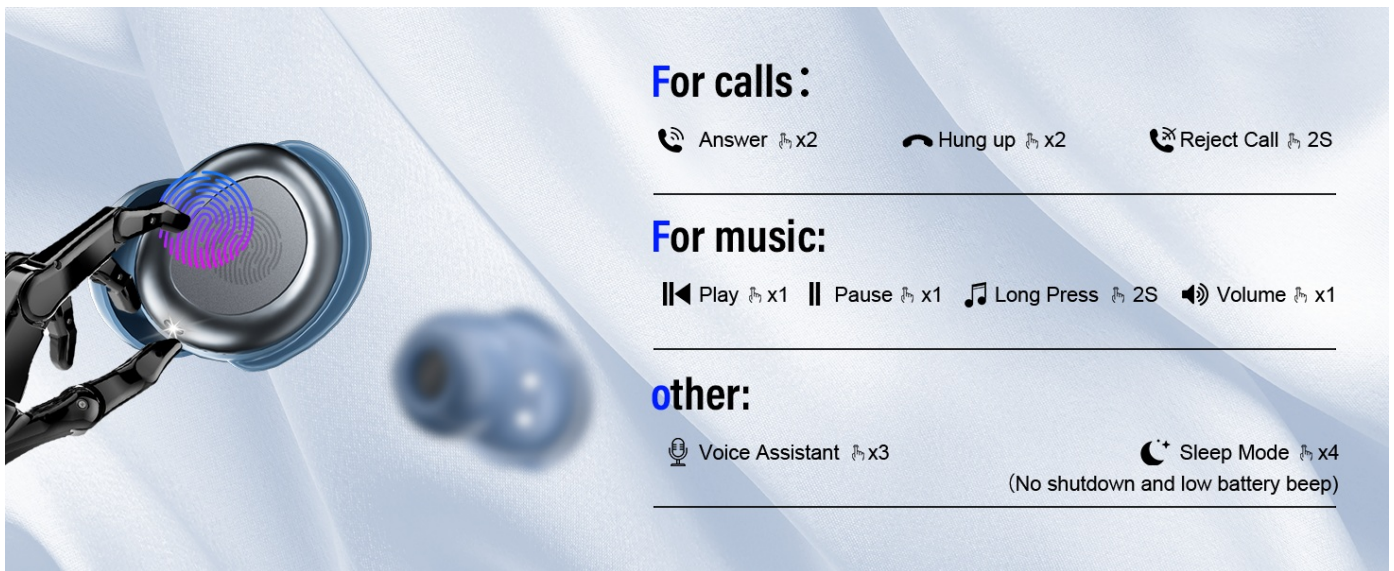 For calls:
Answer x2 Hung up x2 Reject Call 2S
For music:
Play x1 Pause x1 Long Press 2S Volume x1
other:
Voice Assistant x3 Sleep Mode x4
(No shutdown and low battery beep)